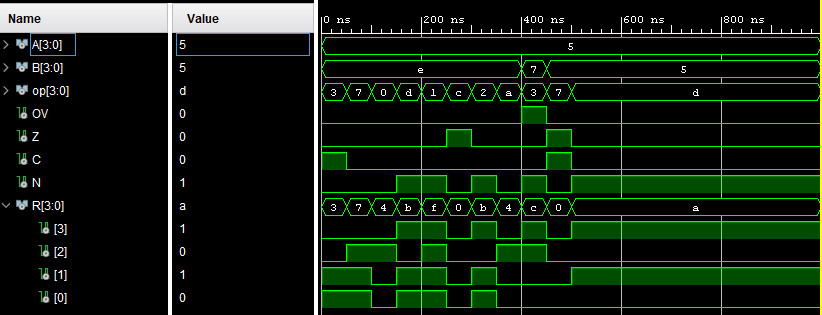 Name Value 0 ns 200 ns 400 ns 600 ns 800 ns
A[3:0] 5 5
B[3:0] 5 e 7 5
op[3:0] d 3 7 0 d 1 c 2 a 3 7 d
OV 0
Z 0
C 0
N 1
R[3:0] a 3 7 4 b f 0 b 4 c 0 a
[3] 1
[2] 0
[1] 1
[0] 0